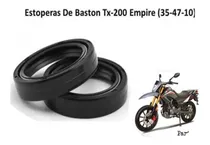 Estoperas De Baston Tx-200 Empire (35-47-10)